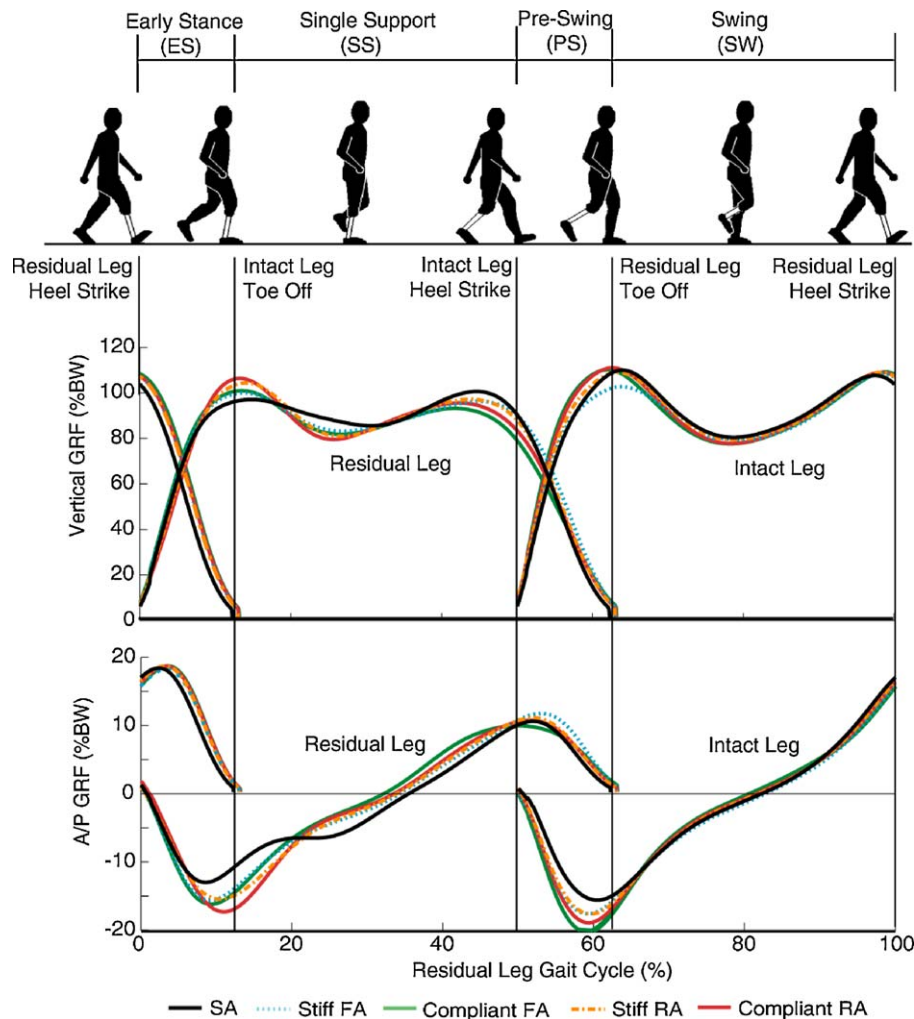 Early Stance
(ES)
Single Support
(SS)
Pre-Swing
(PS)
Swing
(SW)
Residual Leg
Heel Strike
Intact Leg
Toe Off
Intact Leg
Heel Strike
Residual Leg
Toe Off
Residual Leg
Heel Strike
120
100
80
60
40
20
0
Vertical GRF (%BW)
Residual Leg
Intact Leg
20
10
0
-10
-20
A/P GRF (%BW)
Residual Leg
Intact Leg
0
20
40
60
80
100
Residual Leg Gait Cycle (%)
SA
Stiff FA
Compliant FA
Stiff RA
Compliant RA